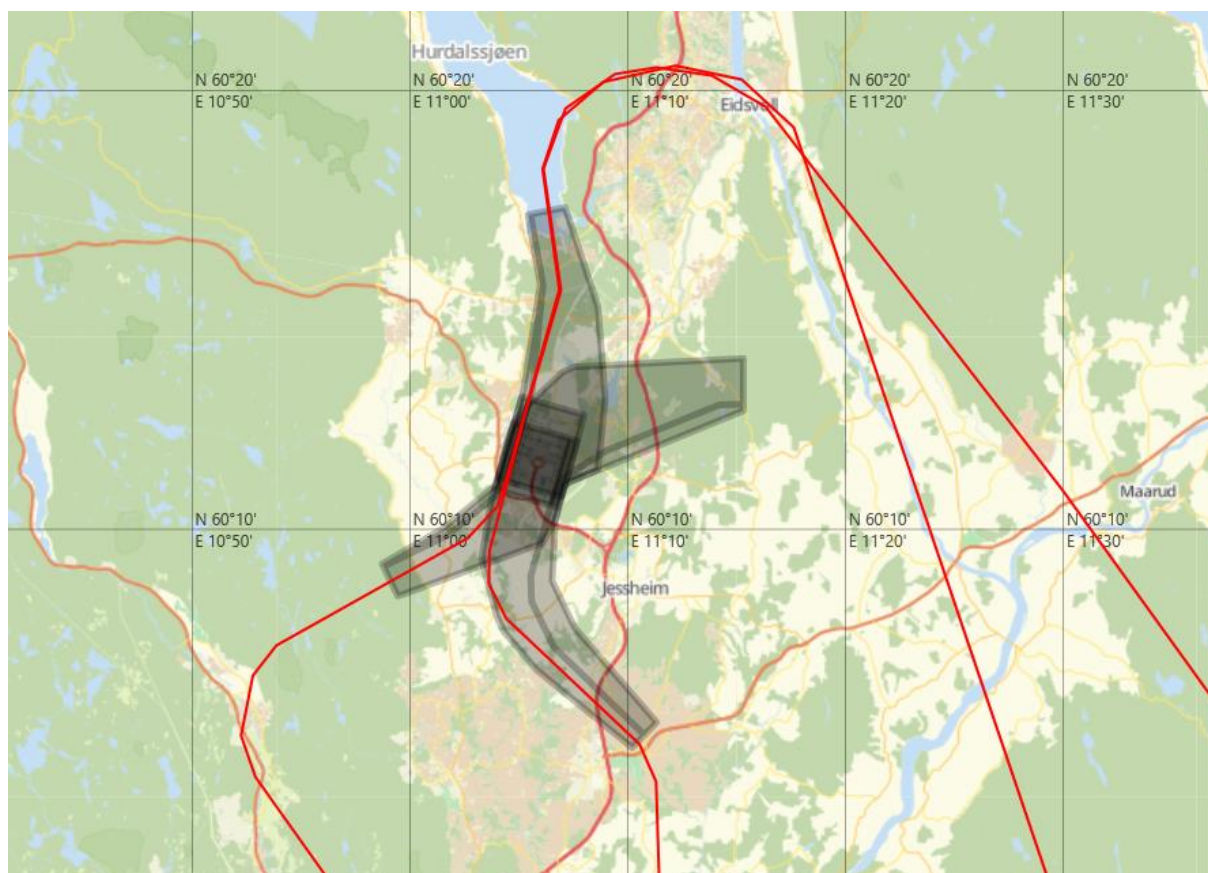 Hurdalssjøen
N 60°20' N 60°20' N 60°20' N 60°20' N 60°20'
E 10°50' E 11°00' E 11°10' E 11°20' E 11°30'
Eidsvoll
Maarud
N 60°10' N 60°10' N 60°10' N 60°10' N 60°10'
E 10°50' E 11°00' E 11°10' E 11°20' E 11°30'
Jessheim